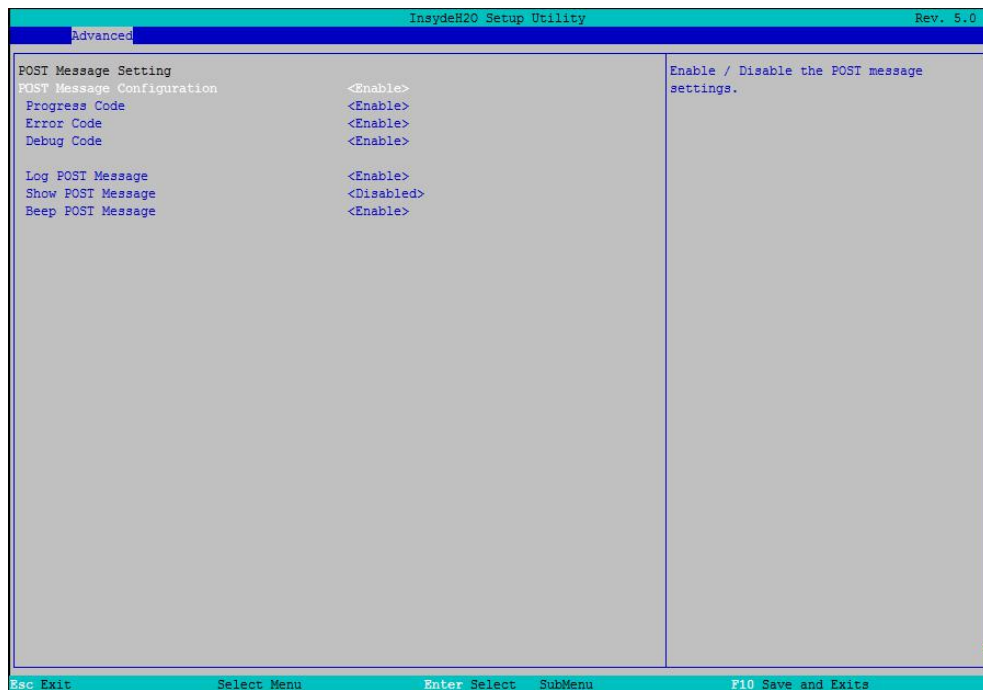 InsydeH20 Setup Utility Rev. 5.0
Advanced
POST Message Setting
POST Message Configuration <Enable>
Progress Code <Enable>
Error Code <Enable>
Debug Code <Enable>
Log POST Message <Enable>
Show POST Message <Disabled>
Beep POST Message <Enable>
Enable / Disable the POST message
settings.
Esc Exit Select Menu Enter Select SubMenu F10 Save and Exits